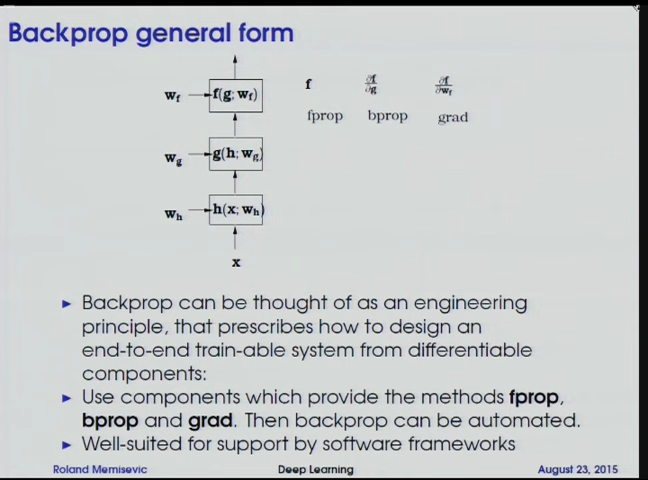 Backprop general form
w_f f(g; w_f) f ∂f/∂g ∂f/∂w_f
fprop bprop grad
w_g g(h; w_g)
w_h h(x; w_h)
x
► Backprop can be thought of as an engineering
principle, that prescribes how to design an
end-to-end train-able system from differentiable
components:
► Use components which provide the methods fprop,
bprop and grad. Then backprop can be automated.
► Well-suited for support by software frameworks
Roland Memisevic Deep Learning August 23, 2015